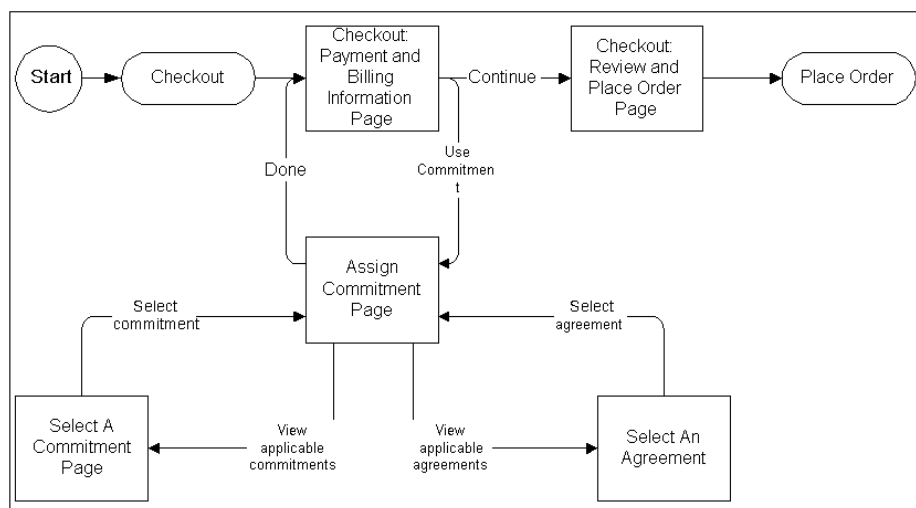 Start
Checkout
Checkout:
Payment and
Billing
Information
Page
Continue
Checkout:
Review and
Place Order
Page
Place Order
Done
Use
Commitmen
t
Assign
Commitment
Page
Select
commitment
Select
agreement
Select A
Commitment
Page
View
applicable
commitments
View
applicable
agreements
Select An
Agreement